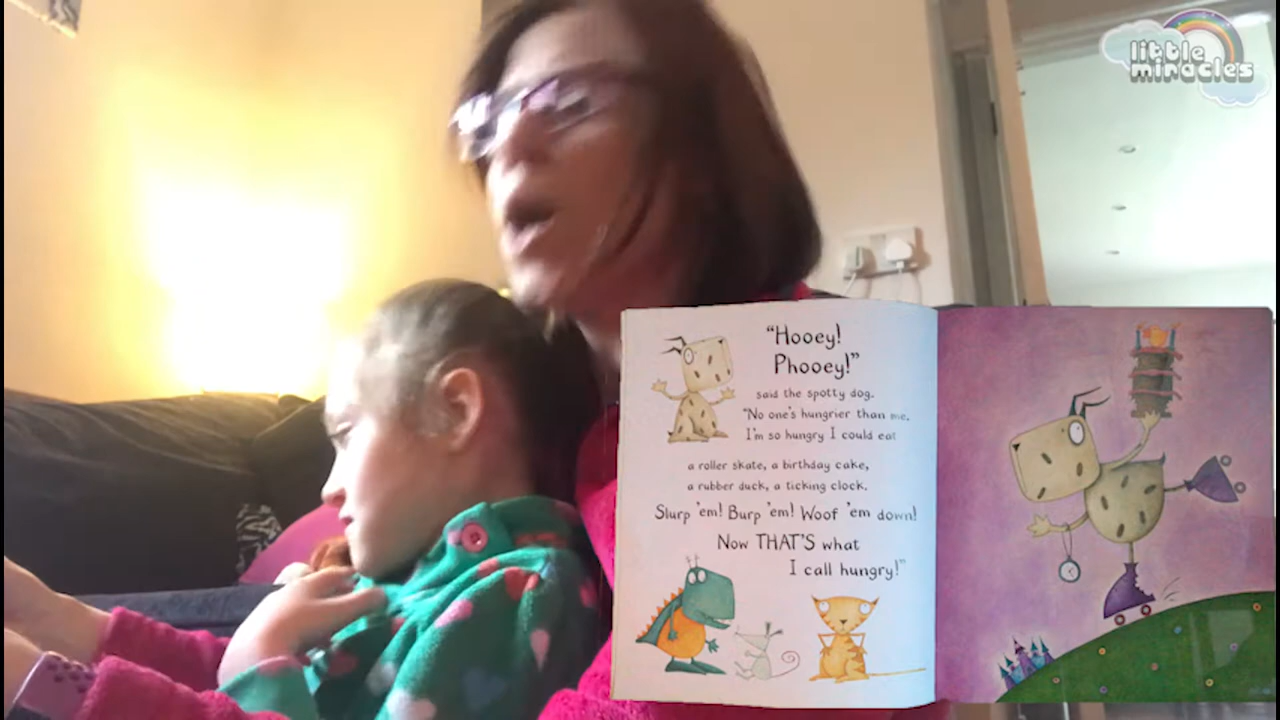 little
miracles
"Hooey!
Phooey!"
said the spotty dog.
"No one's hungrier than me.
I'm so hungry I could eat
a roller skate, a birthday cake,
a rubber duck, a ticking clock.
Slurp 'em! Burp 'em! Woof 'em down!
Now THAT'S what
I call hungry!"